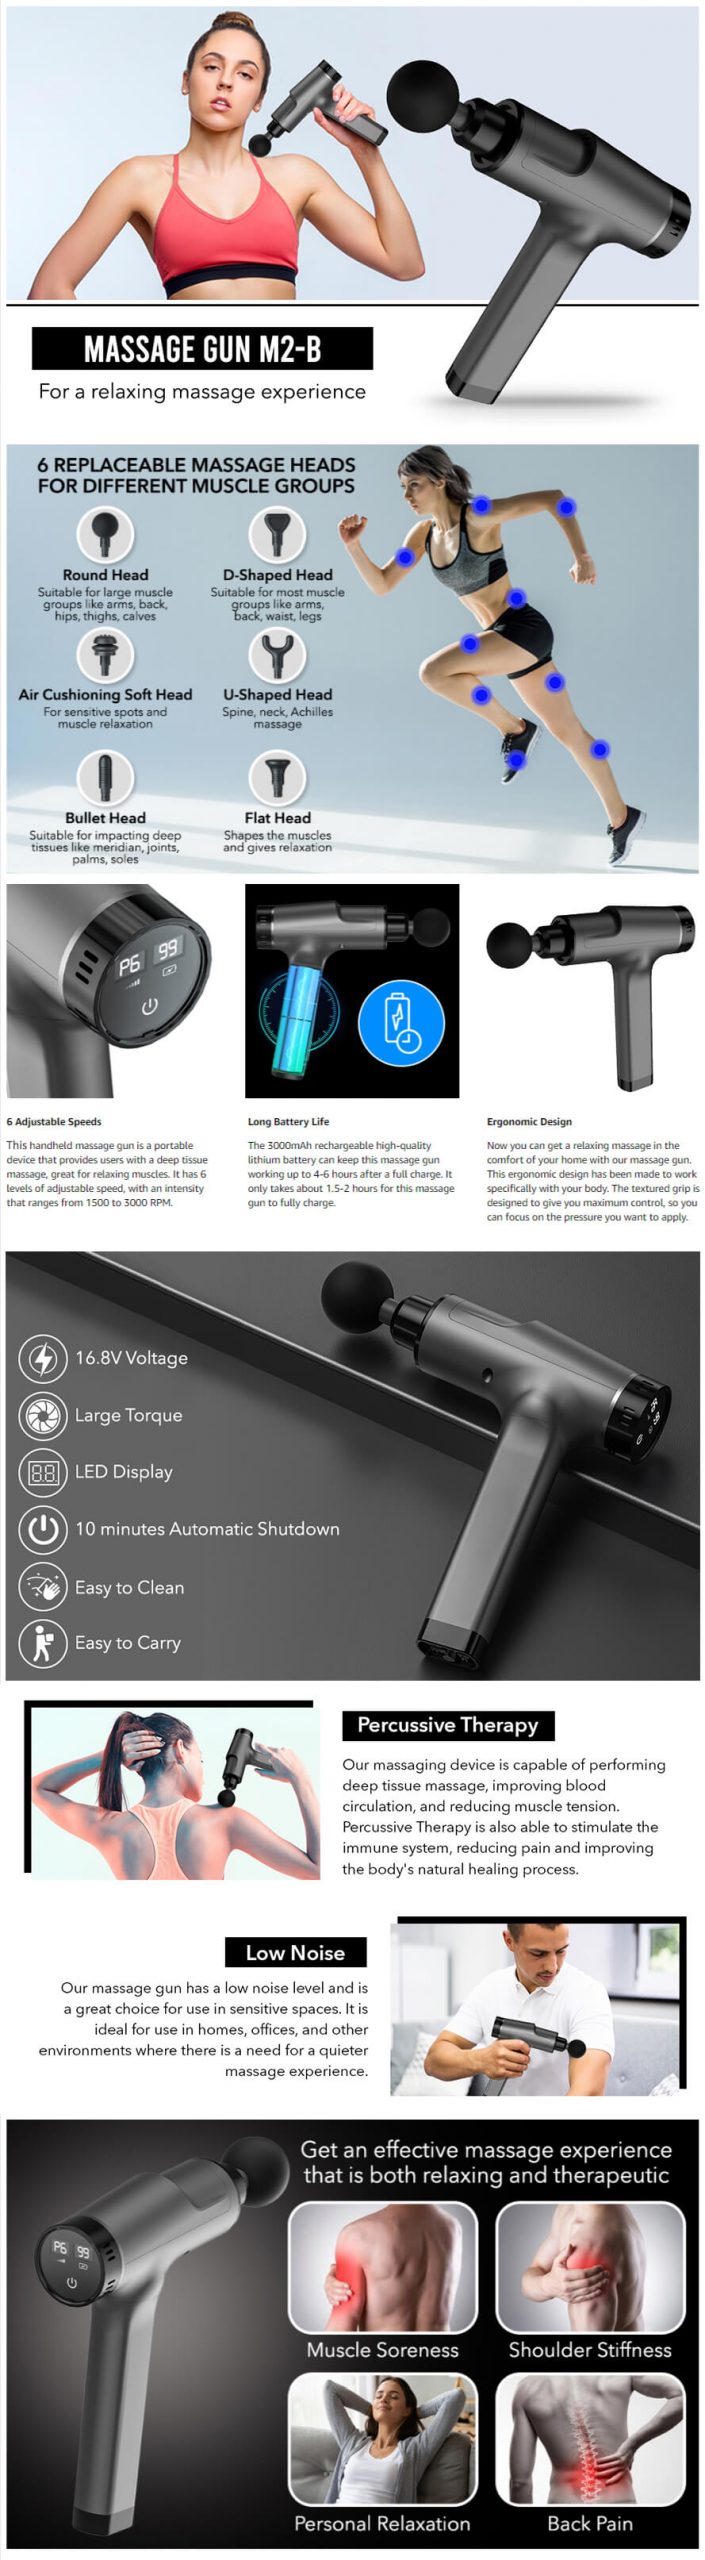 MASSAGE GUN M2-B
For a relaxing massage experience
6 REPLACEABLE MASSAGE HEADS
FOR DIFFERENT MUSCLE GROUPS
Round Head
Suitable for large muscle
groups like arms, back,
hips, thighs, calves
D-Shaped Head
Suitable for most muscle
groups like arms,
back, waist, legs
Air Cushioning Soft Head
For sensitive spots and
muscle relaxation
U-Shaped Head
Spine, neck, Achilles
massage
Bullet Head
Suitable for impacting deep
tissues like meridian, joints,
palms, soles
Flat Head
Shapes the muscles
and gives relaxation
P6 99
6 Adjustable Speeds
This handheld massage gun is a portable
device that provides users with a deep tissue
massage, great for relaxing muscles. It has 6
levels of adjustable speed, with an intensity
that ranges from 1500 to 3000 RPM.
Long Battery Life
The 3000mAh rechargeable high-quality
lithium battery can keep this massage gun
working up to 4-6 hours after a full charge. It
only takes about 1.5-2 hours for this massage
gun to fully charge.
Ergonomic Design
Now you can get a relaxing massage in the
comfort of your home with our massage gun.
This ergonomic design has been made to work
specifically with your body. The textured grip is
designed to give you maximum control, so you
can focus on the pressure you want to apply.
16.8V Voltage
Large Torque
88 LED Display
10 minutes Automatic Shutdown
Easy to Clean
Easy to Carry
Percussive Therapy
Our massaging device is capable of performing
deep tissue massage, improving blood
circulation, and reducing muscle tension.
Percussive Therapy is also able to stimulate the
immune system, reducing pain and improving
the body's natural healing process.
Low Noise
Our massage gun has a low noise level and is
a great choice for use in sensitive spaces. It is
ideal for use in homes, offices, and other
environments where there is a need for a quieter
massage experience.
Get an effective massage experience
that is both relaxing and therapeutic
P6 99
Muscle Soreness
Shoulder Stiffness
Personal Relaxation
Back Pain